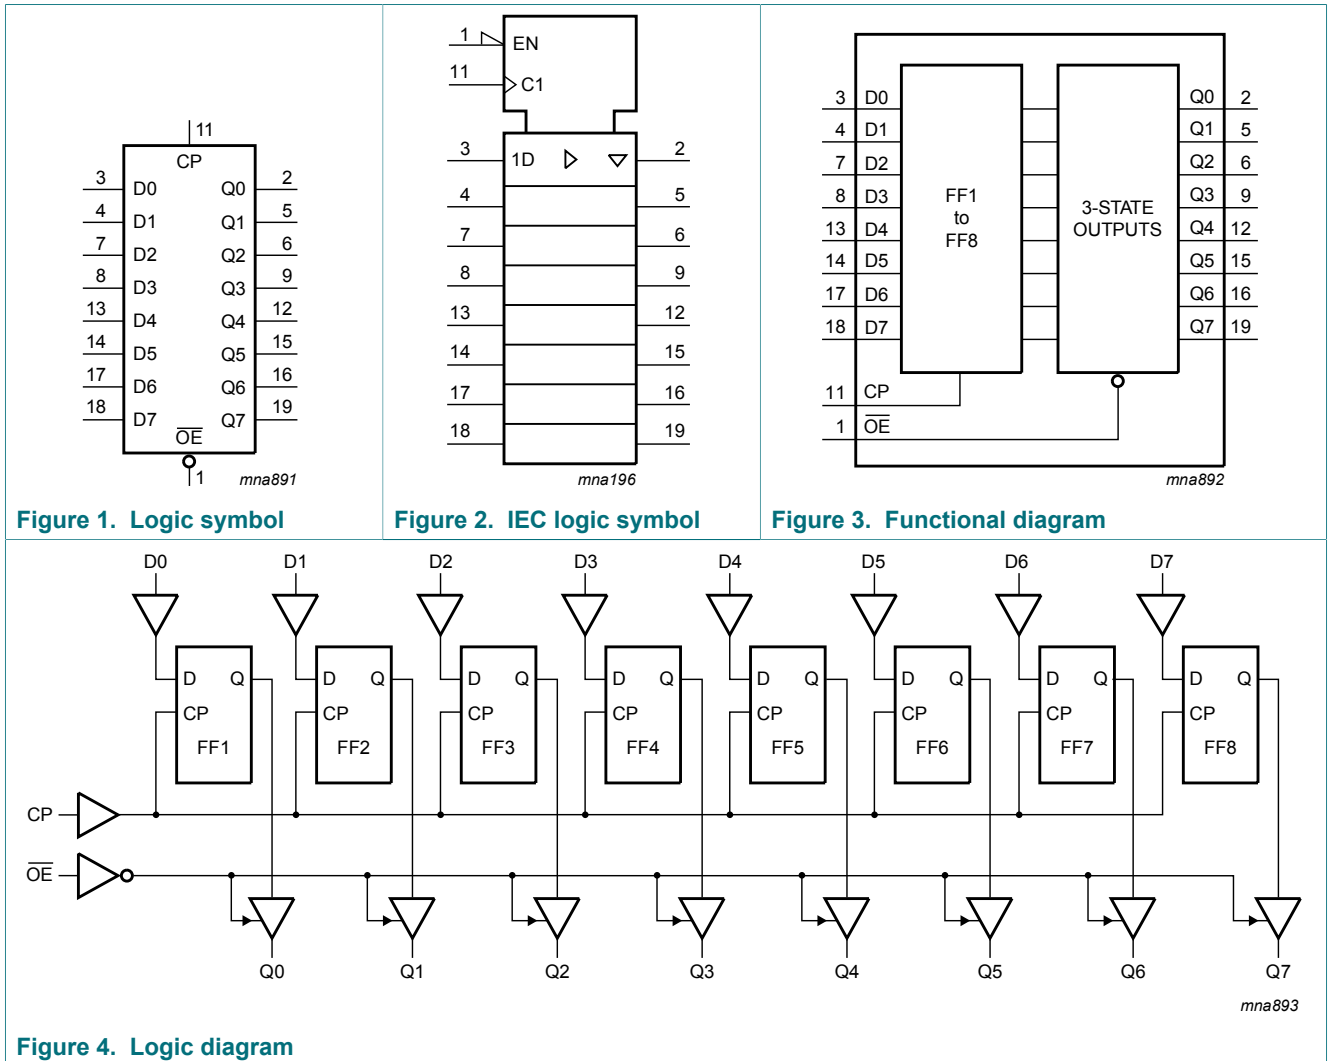 11
CP
3 D0 Q0 2
4 D1 Q1 5
7 D2 Q2 6
8 D3 Q3 9
13 D4 Q4 12
14 D5 Q5 15
17 D6 Q6 16
18 D7 Q7 19
OE
1 mna891
Figure 1. Logic symbol
1 EN
11 C1
3 1D 2
4 5
7 6
8 9
13 12
14 15
17 16
18 19
mna196
Figure 2. IEC logic symbol
3 D0 Q0 2
4 D1 Q1 5
7 D2 Q2 6
8 D3 Q3 9
13 D4 Q4 12
14 D5 Q5 15
17 D6 Q6 16
18 D7 Q7 19
FF1
to
FF8
3-STATE
OUTPUTS
11 CP
1 OE
mna892
Figure 3. Functional diagram
D0 D1 D2 D3 D4 D5 D6 D7
D Q D Q D Q D Q D Q D Q D Q D Q
CP CP CP CP CP CP CP CP
FF1 FF2 FF3 FF4 FF5 FF6 FF7 FF8
CP
OE
Q0 Q1 Q2 Q3 Q4 Q5 Q6 Q7
mna893
Figure 4. Logic diagram